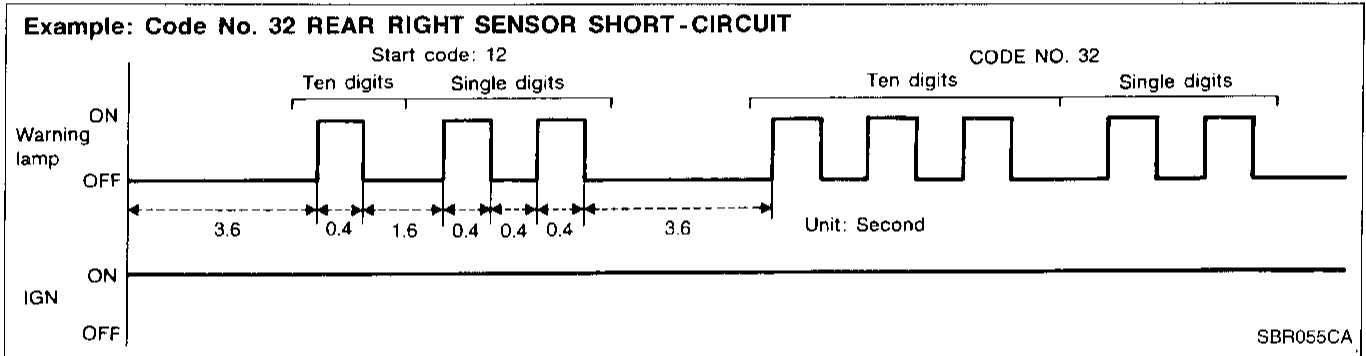 Example: Code No. 32 REAR RIGHT SENSOR SHORT-CIRCUIT
Start code: 12
CODE NO. 32
Ten digits
Single digits
Ten digits
Single digits
ON
Warning
lamp
OFF
3.6
0.4
1.6
0.4
0.4
0.4
3.6
Unit: Second
ON
IGN
OFF
SBR055CA